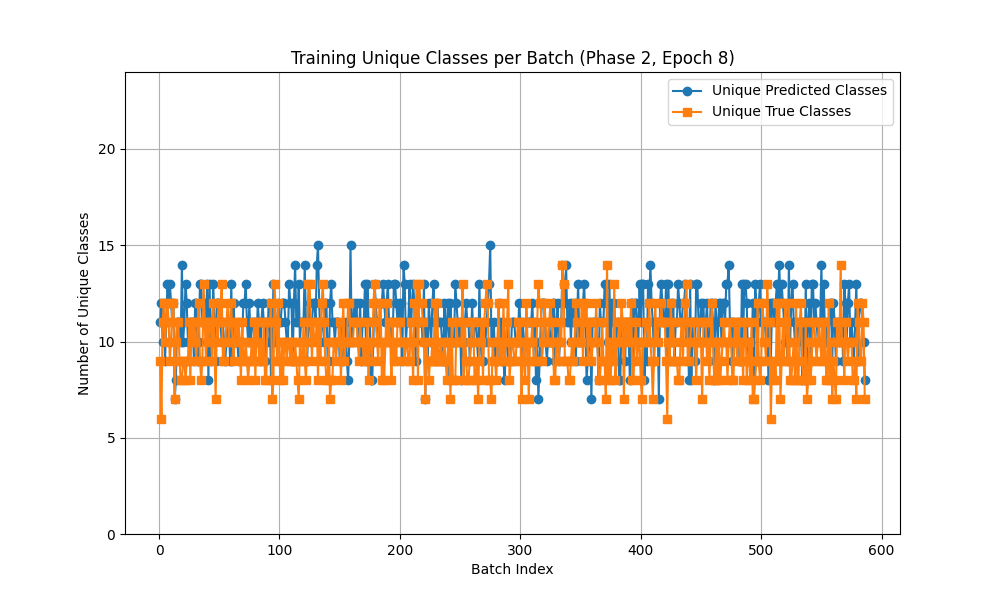 Training Unique Classes per Batch (Phase 2, Epoch 8)
Unique Predicted Classes
Unique True Classes
Number of Unique Classes
20
15
10
5
0
0 100 200 300 400 500 600
Batch Index